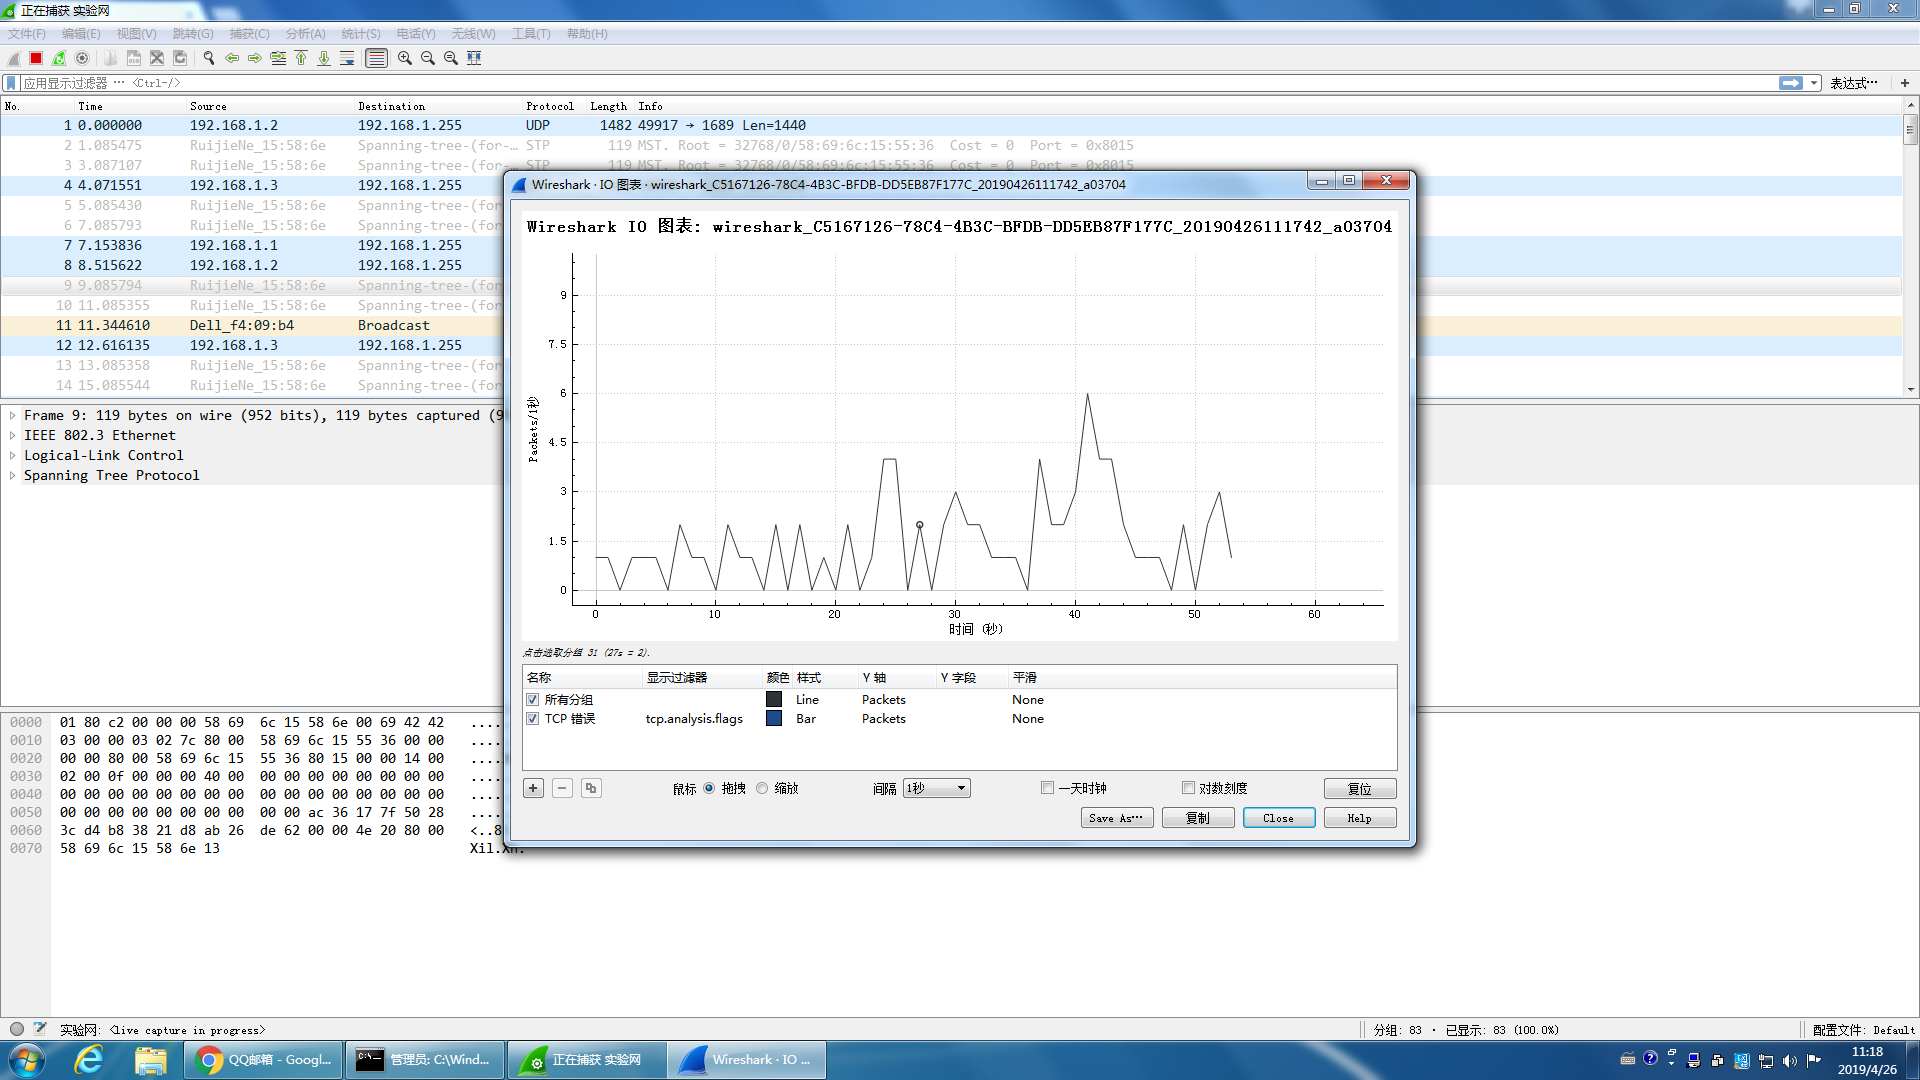 正在捕获 实验网
文件(F) 编辑(E) 视图(V) 跳转(G) 捕获(C) 分析(A) 统计(S) 电话(Y) 无线(W) 工具(T) 帮助(H)
应用显示过滤器 … <Ctrl-/> 表达式… +
No. Time Source Destination Protocol Length Info
1 0.000000 192.168.1.2 192.168.1.255 UDP 1482 49917 → 1689 Len=1440
2 1.085475 RuijieNe_15:58:6e Spanning-tree-(for-… STP 119 MST. Root = 32768/0/58:69:6c:15:55:36 Cost = 0 Port = 0x8015
3 3.087107 RuijieNe_15:58:6e Spanning-tree-(for-… STP 119 MST. Root = 32768/0/58:69:6c:15:55:36 Cost = 0 Port = 0x8015
4 4.071551 192.168.1.3 192.168.1.255
5 5.085430 RuijieNe_15:58:6e Spanning-tree-(for
6 7.085793 RuijieNe_15:58:6e Spanning-tree-(for
7 7.153836 192.168.1.1 192.168.1.255
8 8.515622 192.168.1.2 192.168.1.255
9 9.085794 RuijieNe_15:58:6e Spanning-tree-(for
10 11.085355 RuijieNe_15:58:6e Spanning-tree-(for
11 11.344610 Dell_f4:09:b4 Broadcast
12 12.616135 192.168.1.3 192.168.1.255
13 13.085358 RuijieNe_15:58:6e Spanning-tree-(for
14 15.085544 RuijieNe_15:58:6e Spanning-tree-(for
Frame 9: 119 bytes on wire (952 bits), 119 bytes captured (9
IEEE 802.3 Ethernet
Logical-Link Control
Spanning Tree Protocol
0000 01 80 c2 00 00 00 58 69 6c 15 58 6e 00 69 42 42 ....
0010 03 00 00 03 02 7c 80 00 58 69 6c 15 55 36 00 00 ....
0020 00 00 80 00 58 69 6c 15 55 36 80 15 00 00 14 00 ....
0030 02 00 0f 00 00 00 40 00 00 00 00 00 00 00 00 00 ....
0040 00 00 00 00 00 00 00 00 00 00 00 00 00 00 00 00 ....
0050 00 00 00 00 00 00 00 00 00 00 ac 36 17 7f 50 28 ....
0060 3c d4 b8 38 21 d8 ab 26 de 62 00 00 4e 20 80 00 <..8
0070 58 69 6c 15 58 6e 13 Xil.Xn.
Wireshark · IO 图表 · wireshark_C5167126-78C4-4B3C-BFDB-DD5EB87F177C_20190426111742_a03704
Wireshark IO 图表: wireshark_C5167126-78C4-4B3C-BFDB-DD5EB87F177C_20190426111742_a03704
Packets/1秒
9
7.5
6
4.5
3
1.5
0
0 10 20 30 40 50 60
时间 (秒)
点击选取分组 31 (27s = 2).
名称 显示过滤器 颜色 样式 Y 轴 Y 字段 平滑
所有分组 Line Packets None
TCP 错误 tcp.analysis.flags Bar Packets None
鼠标 拖拽 缩放 间隔 1秒 一天时钟 对数刻度 复位
Save As… 复制 Close Help
实验网: <live capture in progress> 分组: 83 · 已显示: 83 (100.0%) 配置文件: Default
QQ邮箱 - Googl... 管理员: C:\Wind... 正在捕获 实验网 Wireshark · IO ...
11:18
2019/4/26